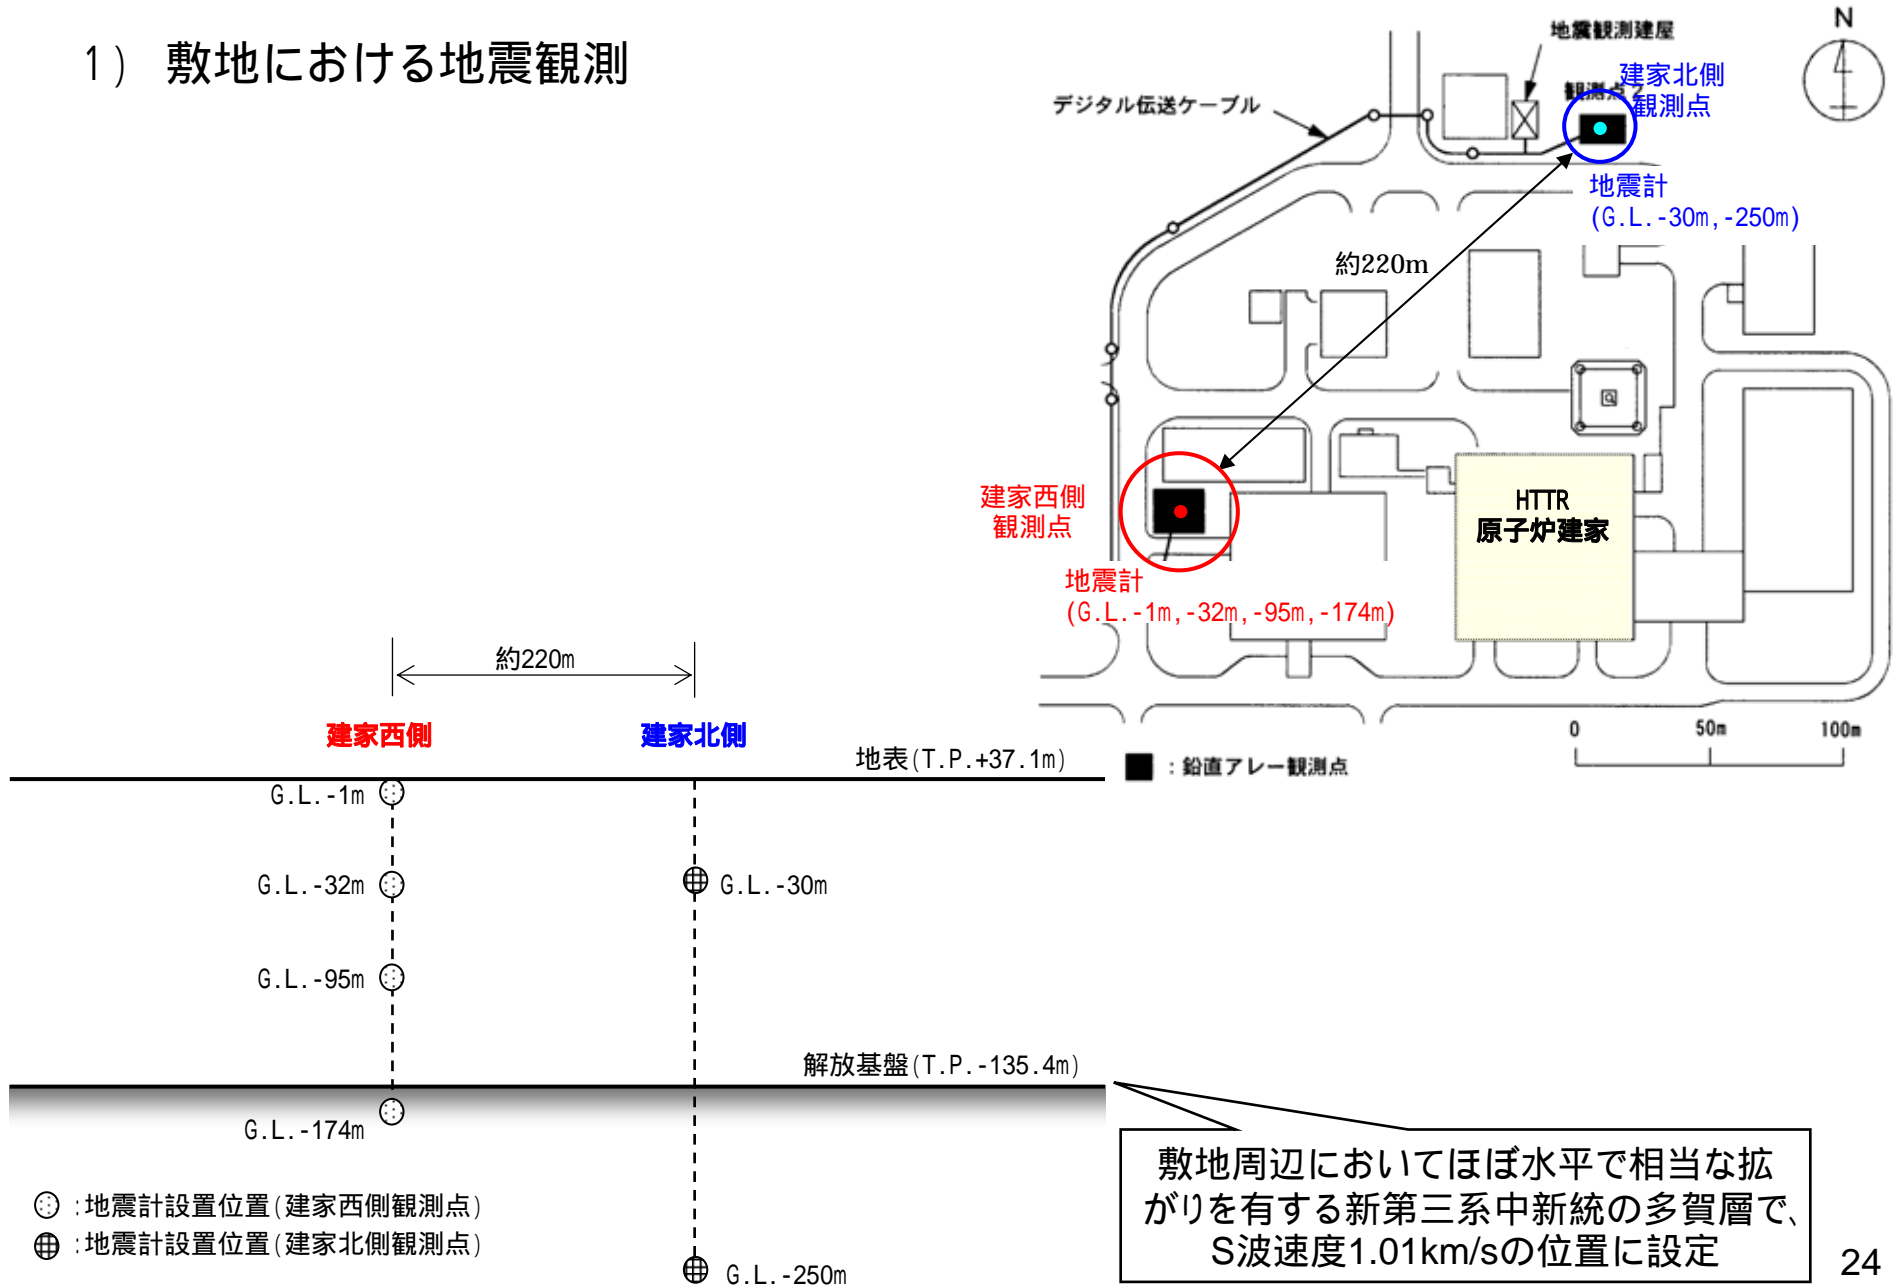 1) 敷地における地震観測
N
地震観測建屋
デジタル伝送ケーブル
観測点2
建家北側
観測点
地震計
(G.L.-30m,-250m)
約220m
建家西側
観測点
HTTR
原子炉建家
地震計
(G.L.-1m,-32m,-95m,-174m)
0 50m 100m
■ :鉛直アレー観測点
約220m
建家西側 建家北側
地表(T.P.+37.1m)
G.L.-1m
G.L.-32m
G.L.-30m
G.L.-95m
解放基盤(T.P.-135.4m)
G.L.-174m
:地震計設置位置(建家西側観測点)
:地震計設置位置(建家北側観測点)
G.L.-250m
敷地周辺においてほぼ水平で相当な拡
がりを有する新第三系中新統の多賀層で、
S波速度1.01km/sの位置に設定
24